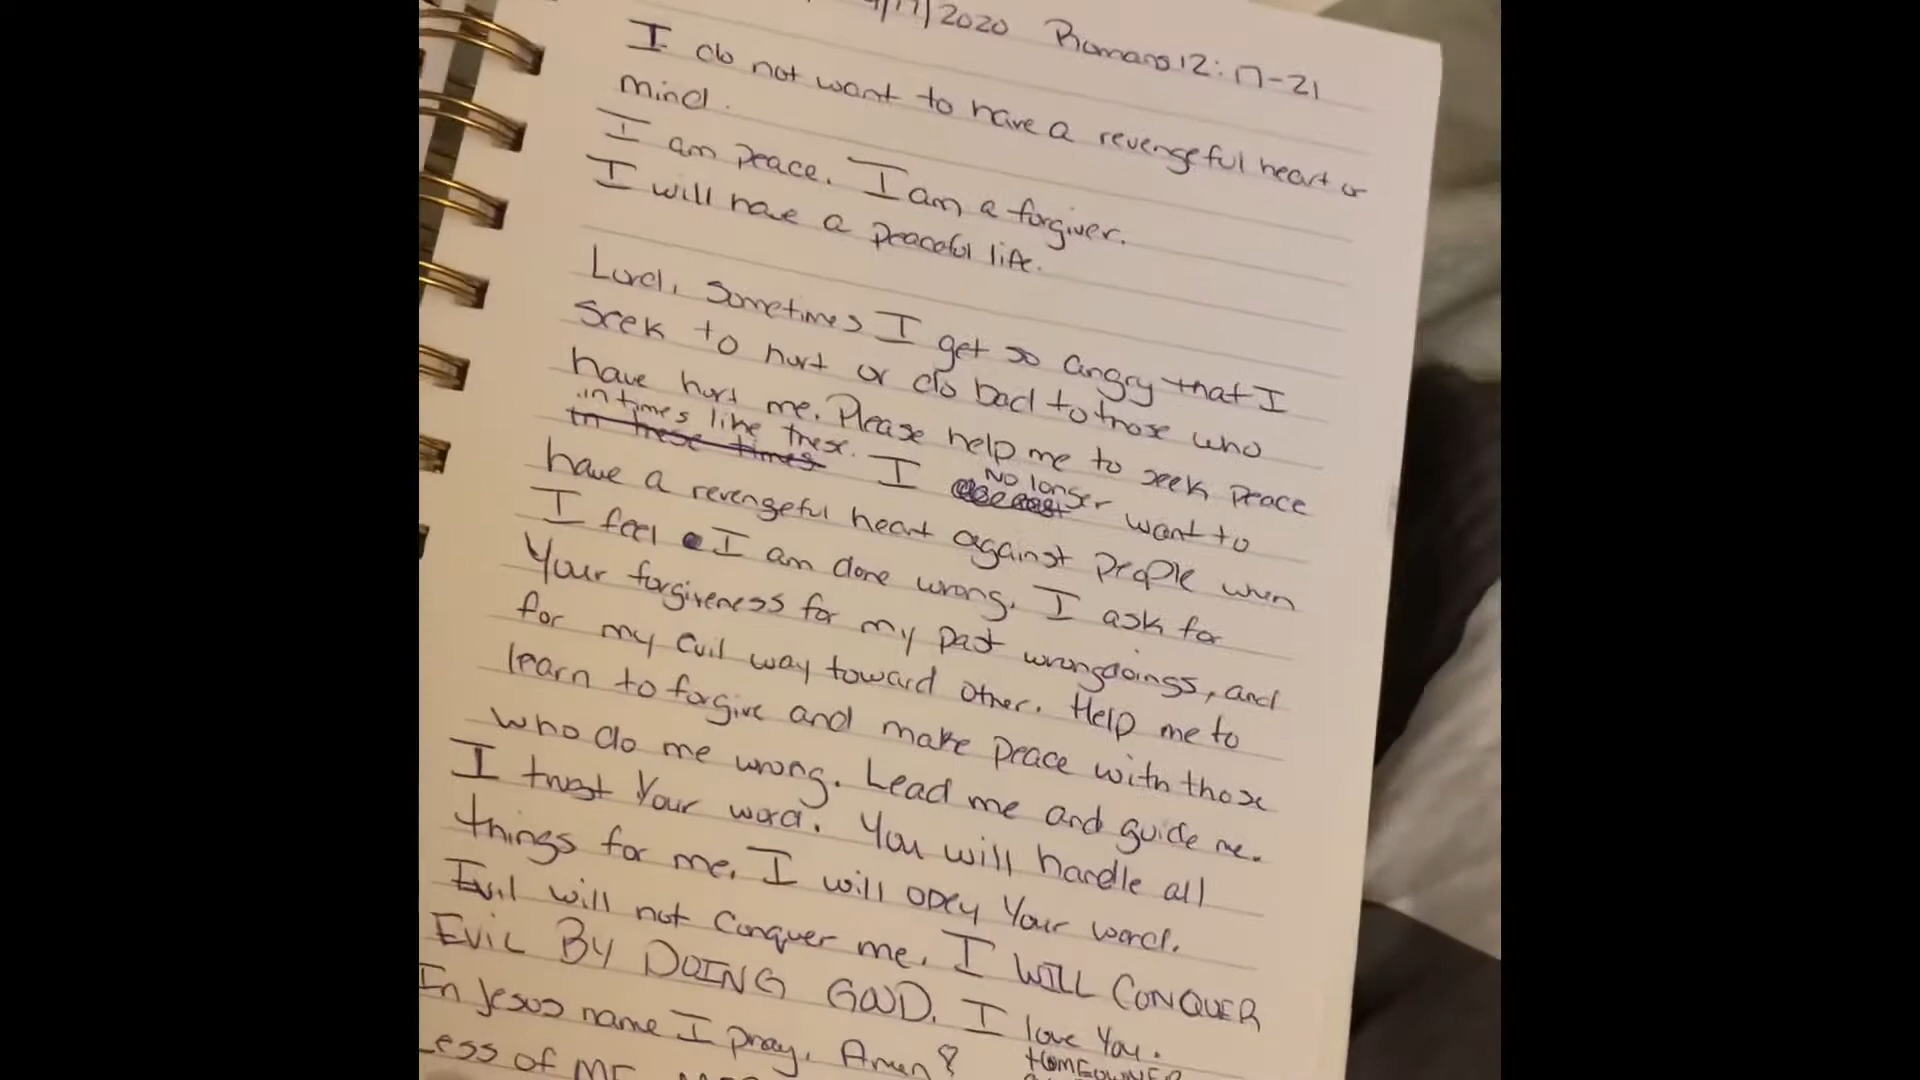 /17/2020 Romans 12:17-21
I do not want to have a revengeful heart or
mind.
I am peace. I am a forgiver.
I will have a peaceful life.
Lord, Sometimes I get so angry that I
seek to hurt or do bad to those who
have hurt me. Please help me to seek peace
in times like these.
in these times I No longer want to
have a revengeful heart against people when
I feel I am done wrong. I ask for
Your forgiveness for my past wrongdoings, and
for my evil way toward other. Help me to
learn to forgive and make peace with those
who do me wrong. Lead me and guide me.
I trust Your word. You will handle all
things for me. I will obey Your word.
Evil will not conquer me. I WILL CONQUER
EVIL BY DOING GOOD. I love You.
In Jesus name I pray, Amen
HOMEOWNER
Less of ME